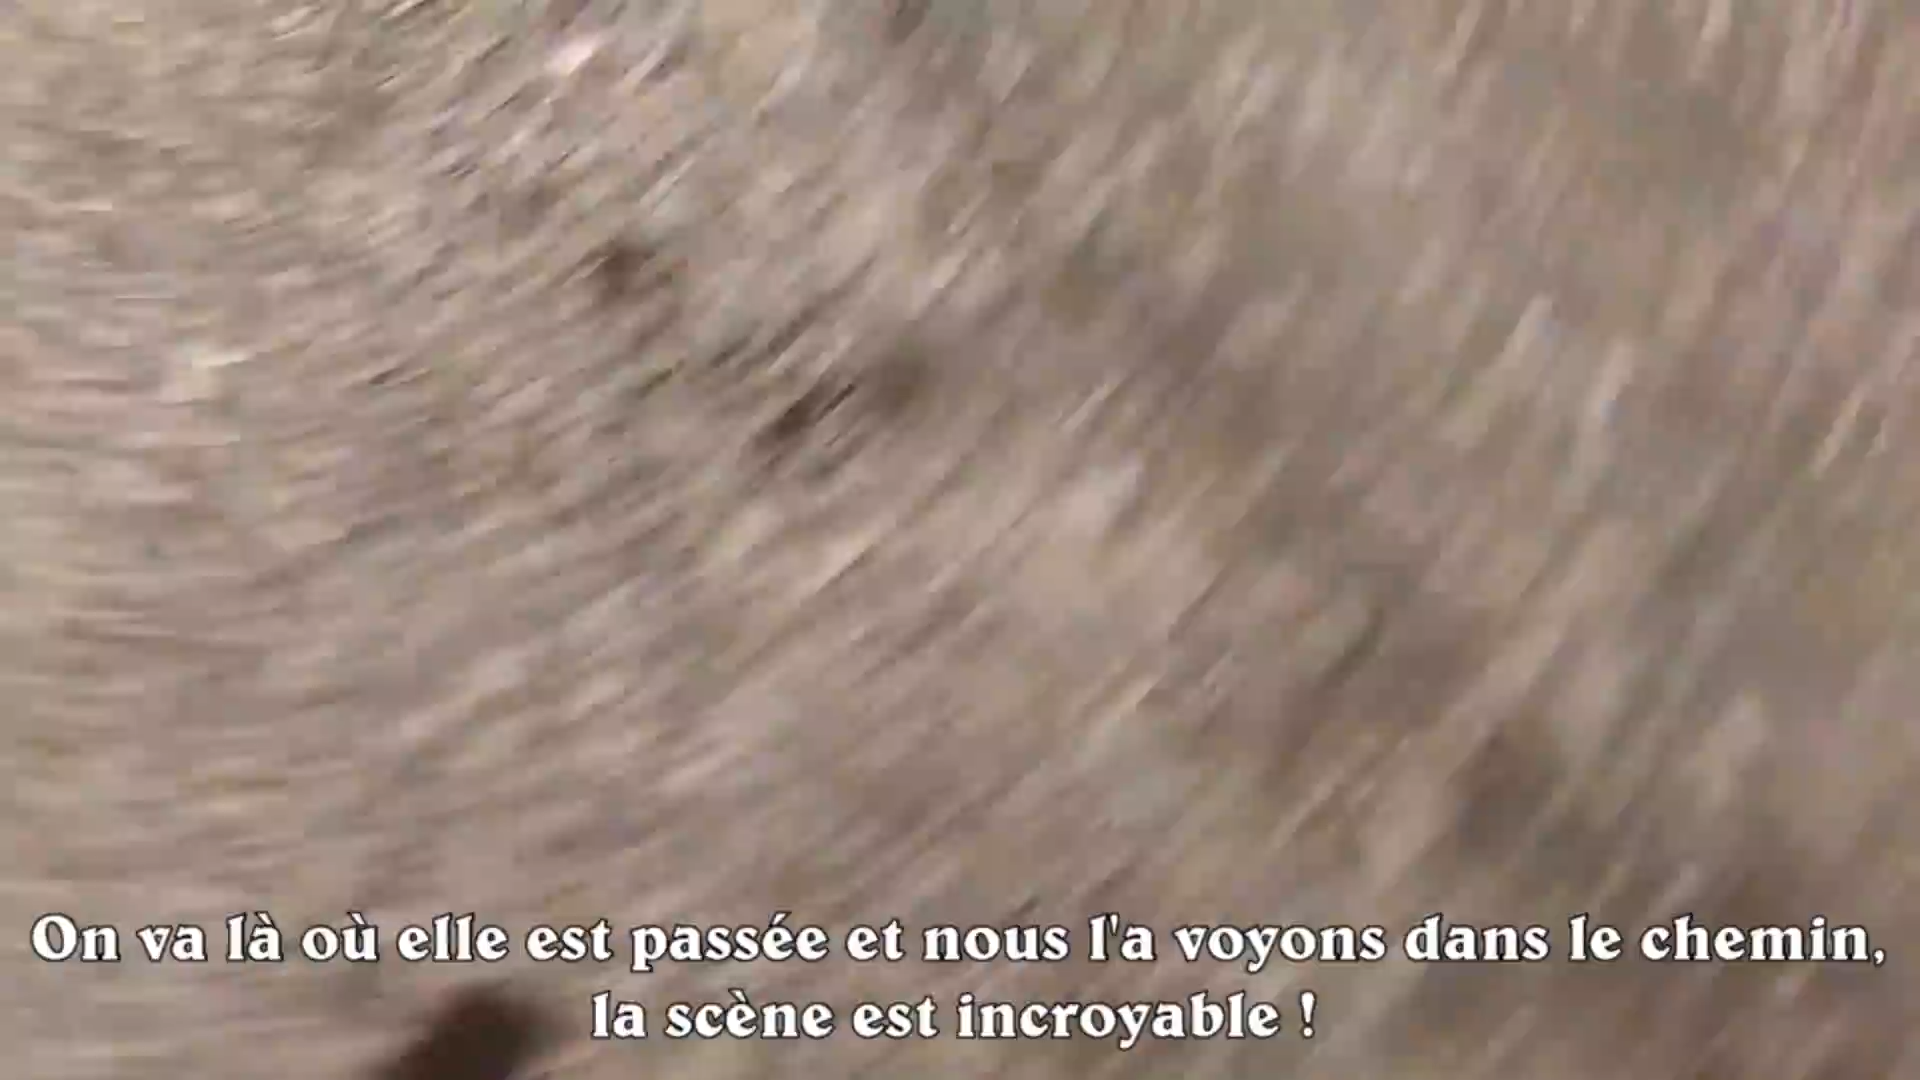 On va là où elle est passée et nous l'a voyons dans le chemin,
la scène est incroyable !